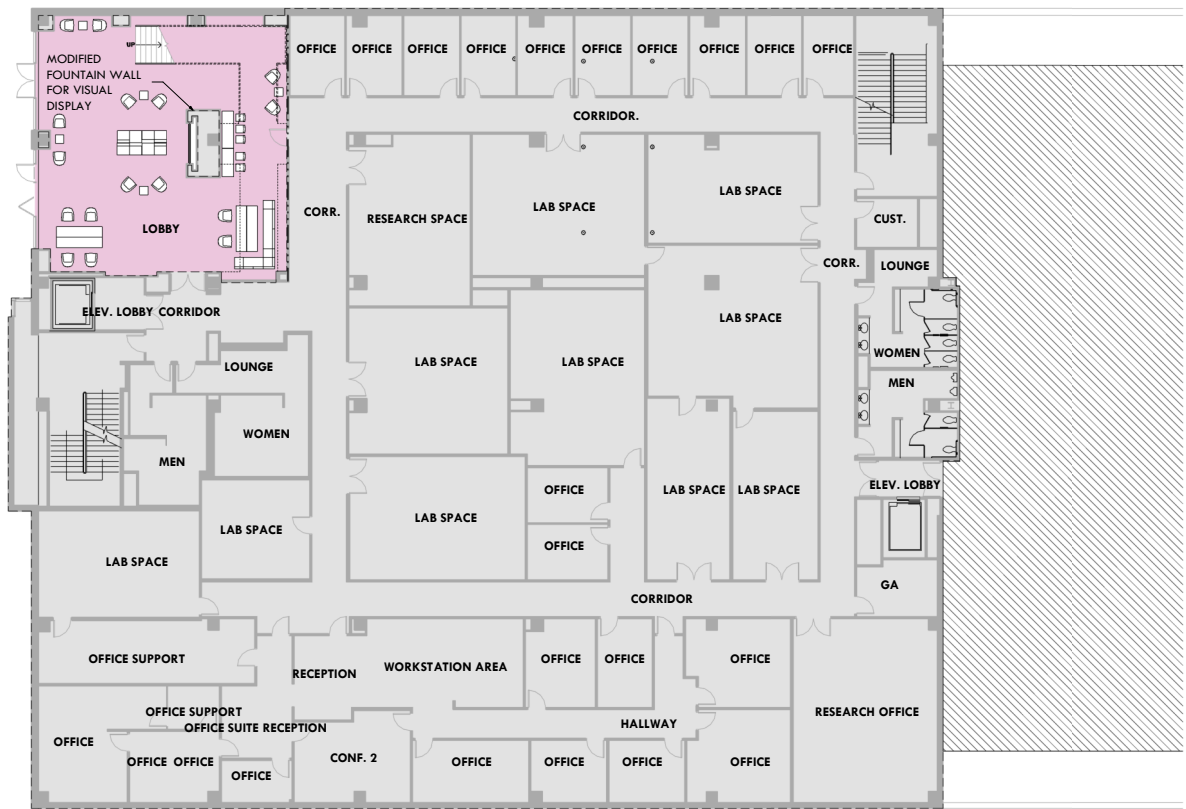 OFFICE
OFFICE
OFFICE
OFFICE
OFFICE
OFFICE
OFFICE
OFFICE
OFFICE
OFFICE
UP
MODIFIED
FOUNTAIN WALL
FOR VISUAL
DISPLAY
CORRIDOR.
LAB SPACE
CORR.
RESEARCH SPACE
LAB SPACE
CUST.
LOBBY
CORR.
LOUNGE
ELEV. LOBBY CORRIDOR
LAB SPACE
WOMEN
LOUNGE
LAB SPACE
LAB SPACE
MEN
WOMEN
MEN
OFFICE
LAB SPACE
LAB SPACE
ELEV. LOBBY
LAB SPACE
LAB SPACE
OFFICE
LAB SPACE
GA
CORRIDOR
OFFICE SUPPORT
RECEPTION
WORKSTATION AREA
OFFICE
OFFICE
OFFICE
OFFICE SUPPORT
OFFICE SUITE RECEPTION
HALLWAY
RESEARCH OFFICE
OFFICE
OFFICE
OFFICE
OFFICE
CONF. 2
OFFICE
OFFICE
OFFICE
OFFICE